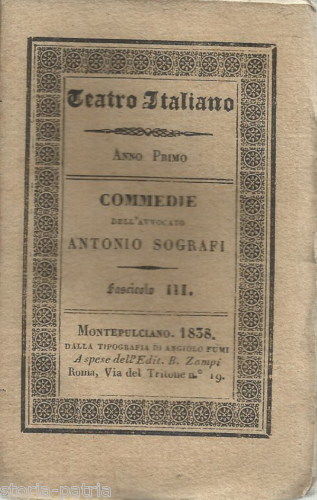 Teatro Italiano
ANNO PRIMO
COMMEDIE
DELL'AVVOCATO
ANTONIO SOGRAFI
Fascicolo III.
MONTEPULCIANO. 1838.
DALLA TIPOGRAFIA DI ANGIOLO FUMI
A spese dell'Edit. B. Zampi
Roma, Via del Tritone n.° 19.
storia-patria